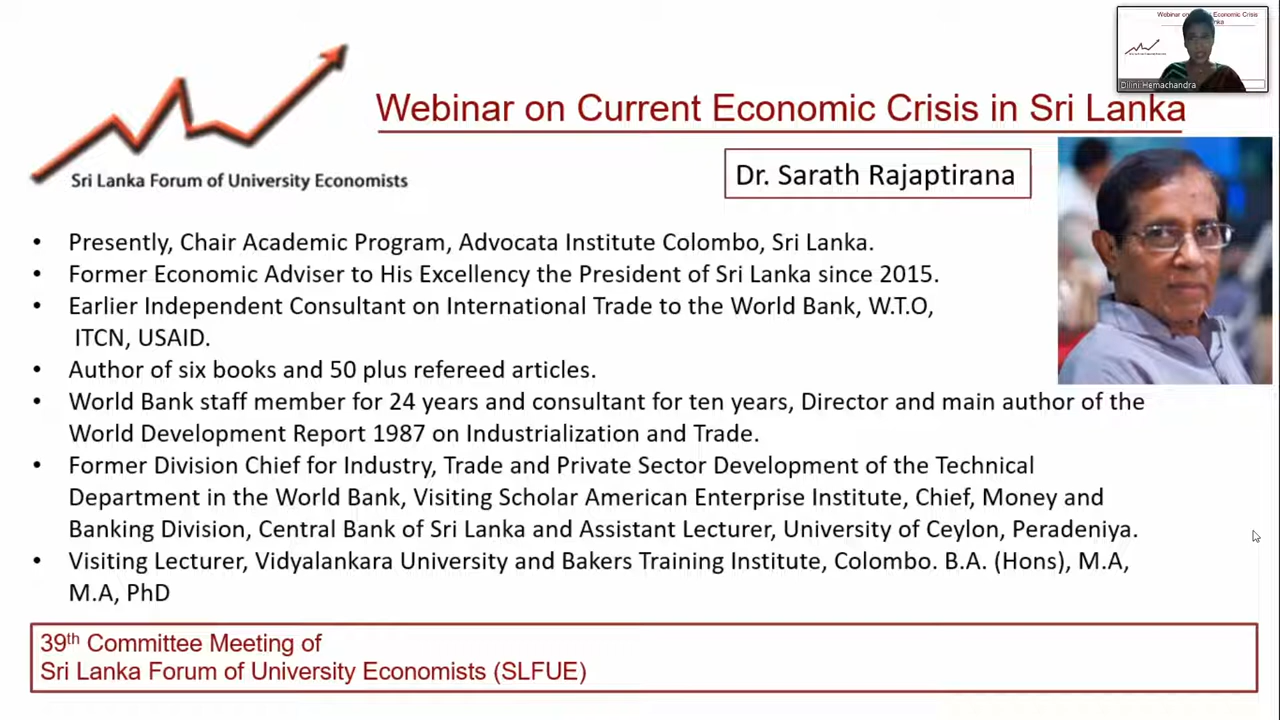 Webinar on Current Economic Crisis in Sri Lanka
Sri Lanka Forum of University Economists
Dr. Sarath Rajaptirana
• Presently, Chair Academic Program, Advocata Institute Colombo, Sri Lanka.
• Former Economic Adviser to His Excellency the President of Sri Lanka since 2015.
• Earlier Independent Consultant on International Trade to the World Bank, W.T.O,
ITCN, USAID.
• Author of six books and 50 plus refereed articles.
• World Bank staff member for 24 years and consultant for ten years, Director and main author of the
World Development Report 1987 on Industrialization and Trade.
• Former Division Chief for Industry, Trade and Private Sector Development of the Technical
Department in the World Bank, Visiting Scholar American Enterprise Institute, Chief, Money and
Banking Division, Central Bank of Sri Lanka and Assistant Lecturer, University of Ceylon, Peradeniya.
• Visiting Lecturer, Vidyalankara University and Bakers Training Institute, Colombo. B.A. (Hons), M.A,
M.A, PhD
39th Committee Meeting of
Sri Lanka Forum of University Economists (SLFUE)
Dilini Hemachandra